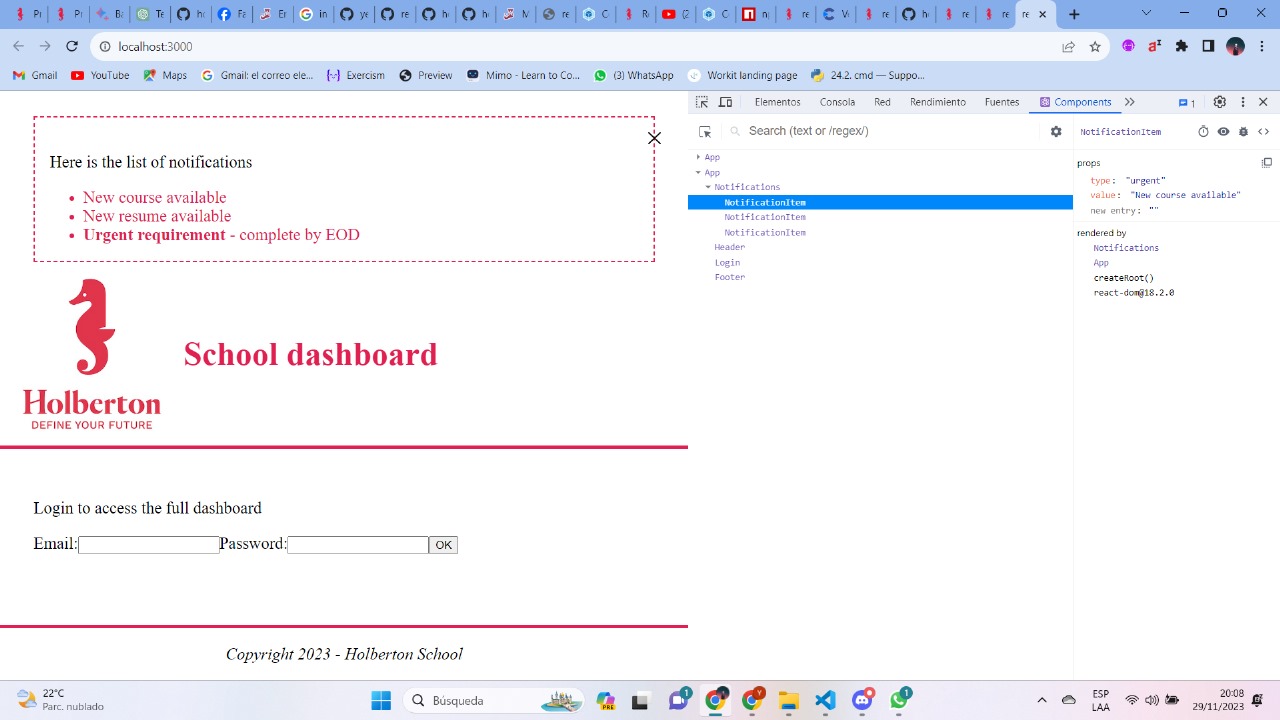 localhost:3000
Gmail
YouTube
Maps
Gmail: el correo ele...
Exercism
Preview
Mimo - Learn to Co...
(3) WhatsApp
Workit landing page
24.2. cmd — Suppo...
Elementos
Consola
Red
Rendimiento
Fuentes
Components
1
Search (text or /regex/)
NotificationItem
App
App
Notifications
NotificationItem
NotificationItem
NotificationItem
Header
Login
Footer
props
type: "urgent"
value: "New course available"
new entry: ""
rendered by
Notifications
App
createRoot()
react-dom@18.2.0
Here is the list of notifications
New course available
New resume available
Urgent requirement - complete by EOD
Holberton
DEFINE YOUR FUTURE
School dashboard
Login to access the full dashboard
Email: Password: OK
Copyright 2023 - Holberton School
22°C
Parc. nublado
Búsqueda
PRE
1
1
ESP
LAA
20:08
29/11/2023